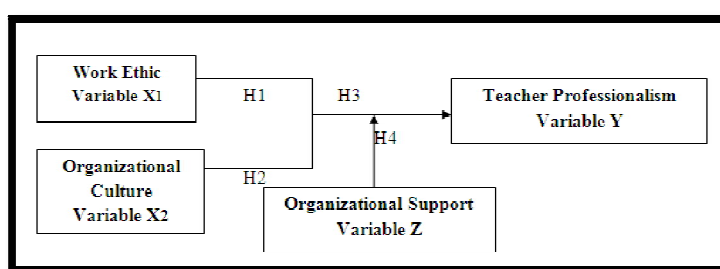 Work Ethic
Variable X1
H1
H3
Teacher Professionalism
Variable Y
H4
Organizational
Culture
Variable X2
H2
Organizational Support
Variable Z